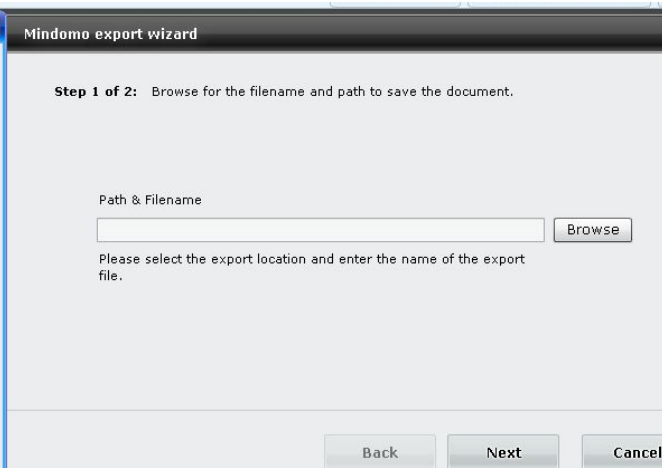 Mindomo export wizard
Step 1 of 2: Browse for the filename and path to save the document.
Path & Filename
Browse
Please select the export location and enter the name of the export
file.
Back Next Cancel